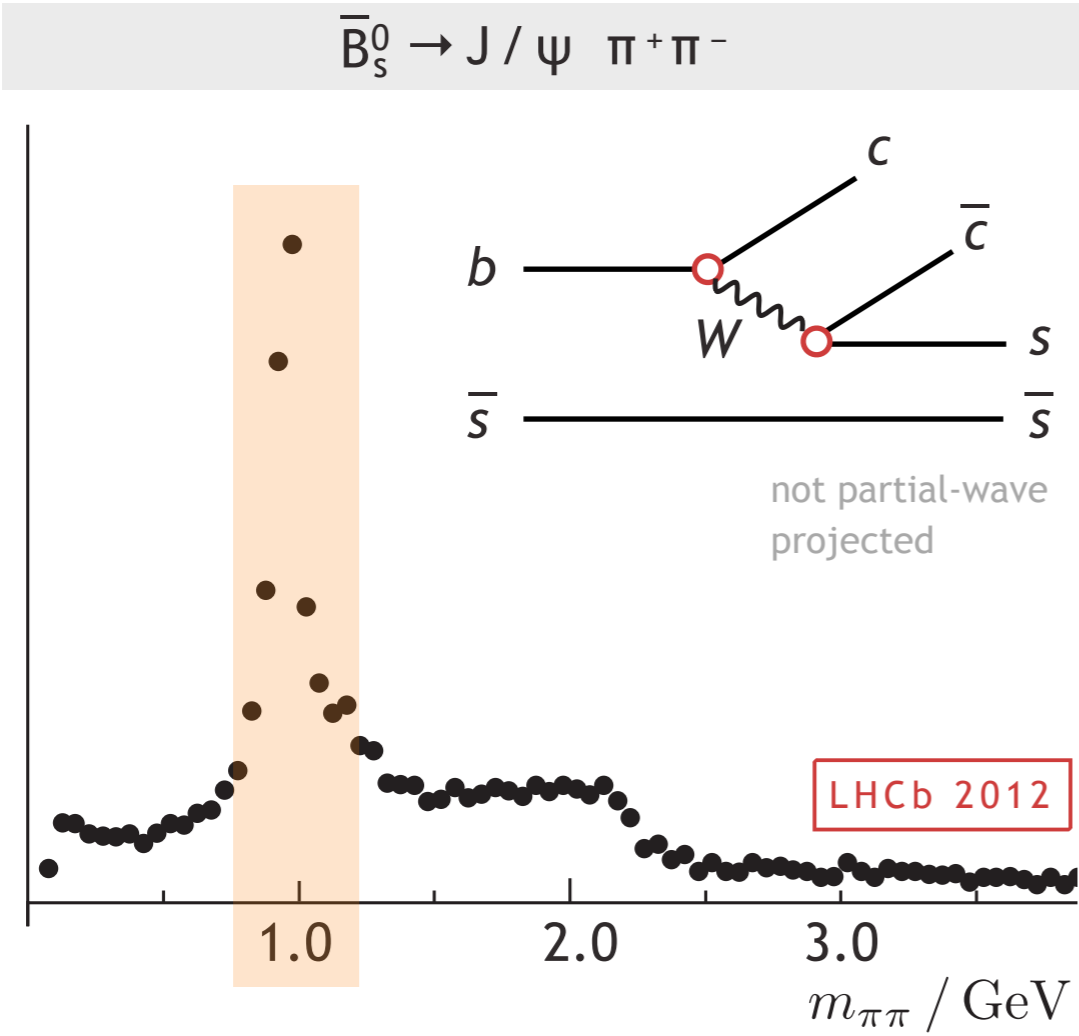 B̅⁰ₛ → J / ψ π⁺π⁻
c
c̅
b
W
s
s̅
s̅
not partial-wave
projected
LHCb 2012
1.0 2.0 3.0
m_ππ / GeV